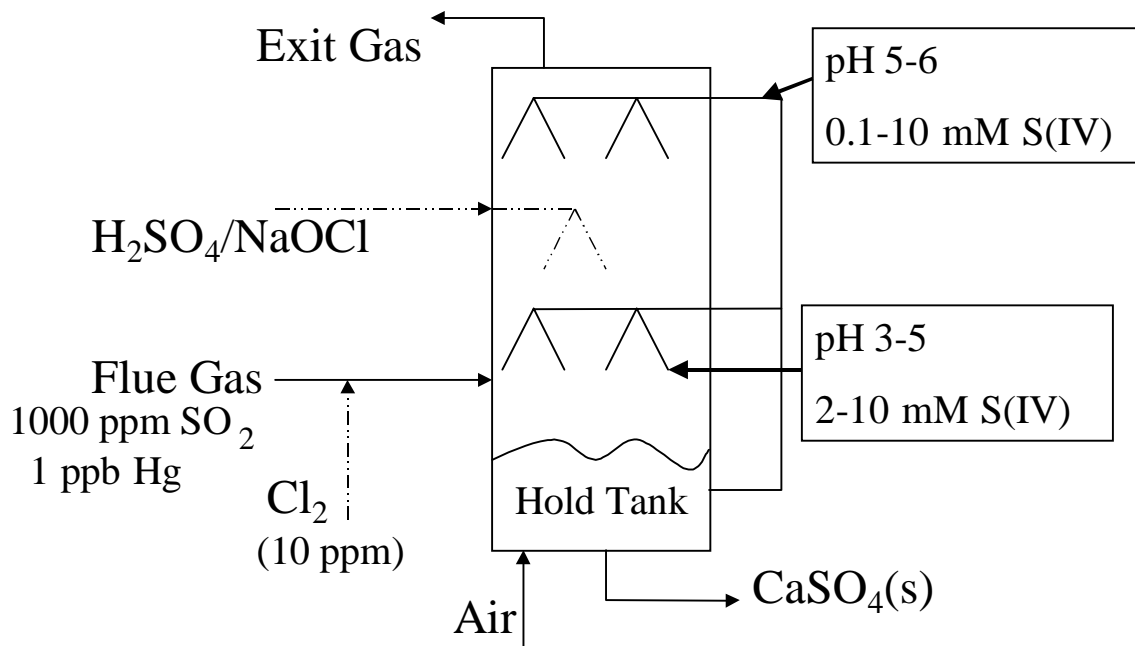 Exit Gas
pH 5-6
0.1-10 mM S(IV)
H₂SO₄/NaOCl
pH 3-5
2-10 mM S(IV)
Flue Gas
1000 ppm SO₂
1 ppb Hg
Cl₂
(10 ppm)
Hold Tank
Air
CaSO₄(s)